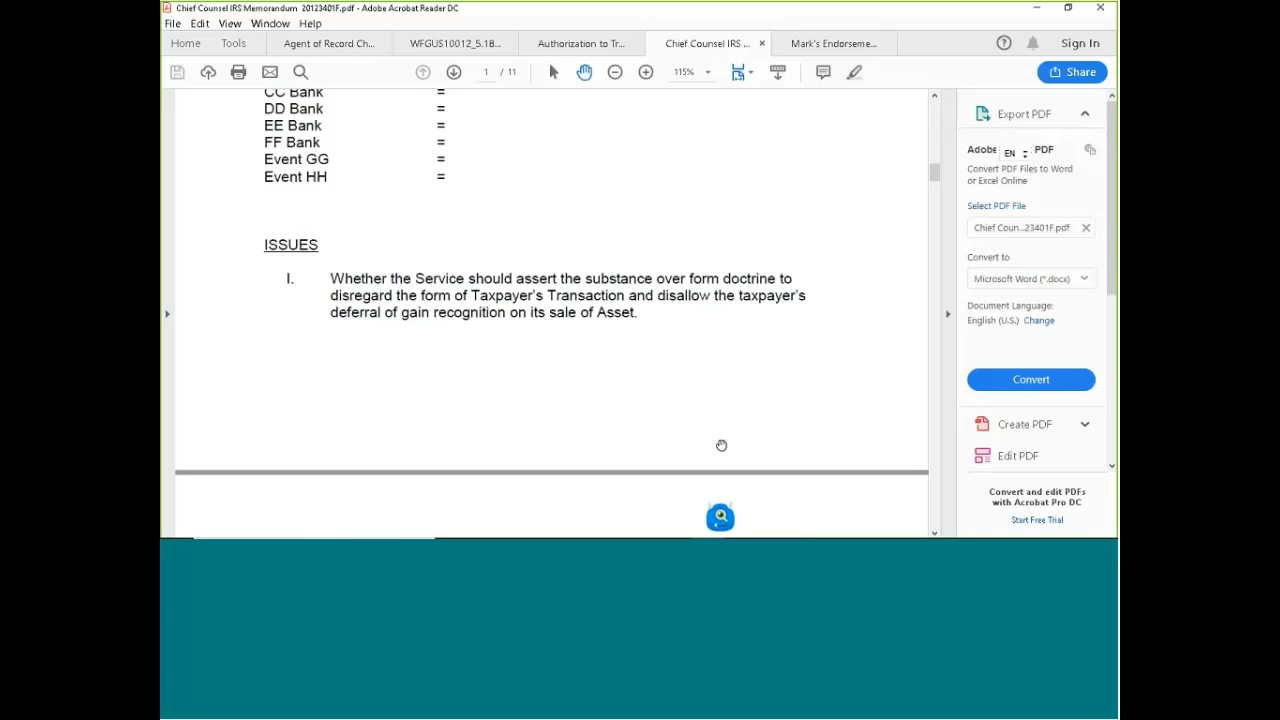 Chief Counsel IRS Memorandum 20123401F.pdf - Adobe Acrobat Reader DC
File Edit View Window Help
Home Tools Agent of Record Ch... WFGUS10012_5.1B... Authorization to Tr... Chief Counsel IRS ... × Mark's Endorseme... Sign In
1 / 11 115% Share
CC Bank =
DD Bank =
EE Bank =
FF Bank =
Event GG =
Event HH =
ISSUES
I. Whether the Service should assert the substance over form doctrine to
disregard the form of Taxpayer's Transaction and disallow the taxpayer's
deferral of gain recognition on its sale of Asset.
Export PDF
Adobe EN PDF
Convert PDF Files to Word
or Excel Online
Select PDF File
Chief Coun...23401F.pdf
Convert to
Microsoft Word (*.docx)
Document Language:
English (U.S.) Change
Convert
Create PDF
Edit PDF
Convert and edit PDFs
with Acrobat Pro DC
Start Free Trial